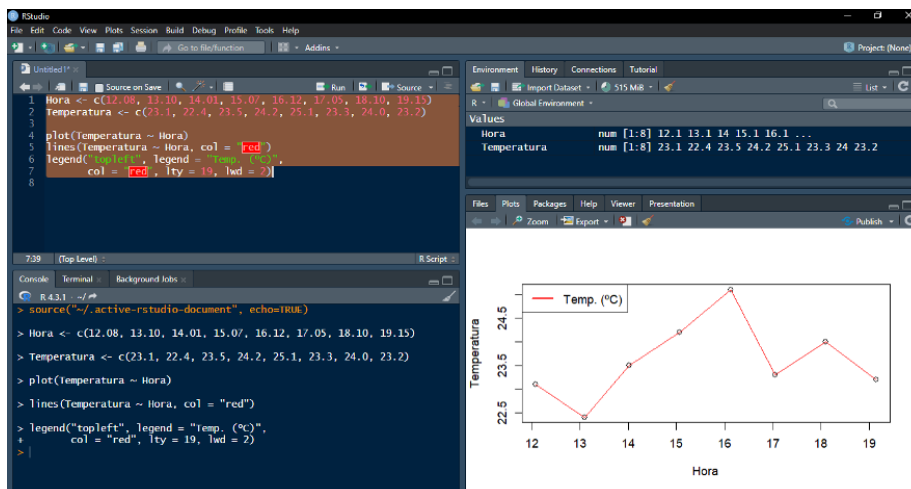 RStudio
File Edit Code View Plots Session Build Debug Profile Tools Help
Go to file/function Addins Project: (None)
Untitled1*
Source on Save Run Source
1 Hora <- c(12.08, 13.10, 14.01, 15.07, 16.12, 17.05, 18.10, 19.15)
2 Temperatura <- c(23.1, 22.4, 23.5, 24.2, 25.1, 23.3, 24.0, 23.2)
3
4 plot(Temperatura ~ Hora)
5 lines(Temperatura ~ Hora, col = "red")
6 legend("topleft", legend = "Temp. (ºC)",
7 col = "red", lty = 19, lwd = 2)
8
7:39 (Top Level) R Script
Console Terminal Background Jobs
R 4.3.1 · ~/
> source("~/.active-rstudio-document", echo=TRUE)
> Hora <- c(12.08, 13.10, 14.01, 15.07, 16.12, 17.05, 18.10, 19.15)
> Temperatura <- c(23.1, 22.4, 23.5, 24.2, 25.1, 23.3, 24.0, 23.2)
> plot(Temperatura ~ Hora)
> lines(Temperatura ~ Hora, col = "red")
> legend("topleft", legend = "Temp. (ºC)",
+ col = "red", lty = 19, lwd = 2)
>
Environment History Connections Tutorial
Import Dataset 515 MiB List
R Global Environment
Values
Hora num [1:8] 12.1 13.1 14 15.1 16.1 ...
Temperatura num [1:8] 23.1 22.4 23.5 24.2 25.1 23.3 24 23.2
Files Plots Packages Help Viewer Presentation
Zoom Export Publish
Temp. (ºC)
Temperatura
24.5
23.5
22.5
12 13 14 15 16 17 18 19
Hora